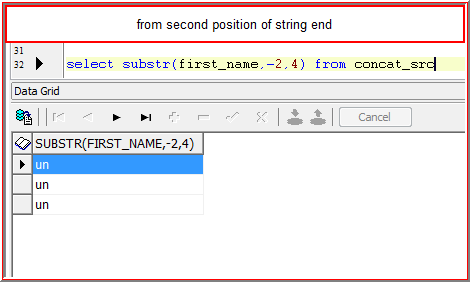 from second position of string end
31
32 select substr(first_name,-2,4) from concat_src
Data Grid
Cancel
SUBSTR(FIRST_NAME,-2,4)
un
un
un